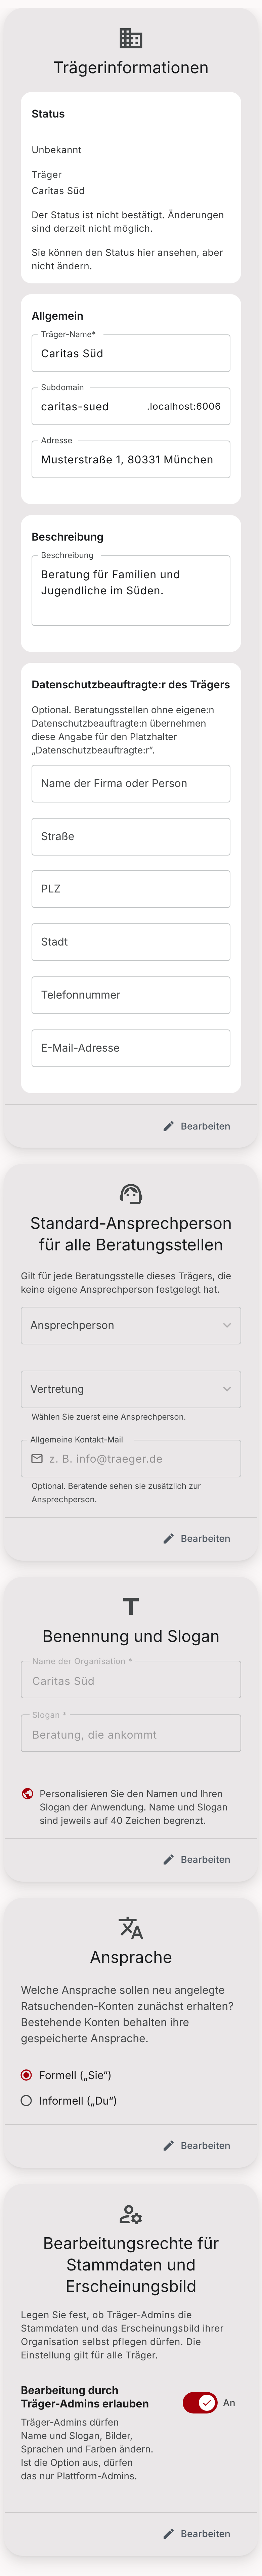 Trägerinformationen
Status
Unbekannt
Träger
Caritas Süd
Der Status ist nicht bestätigt. Änderungen
sind derzeit nicht möglich.
Sie können den Status hier ansehen, aber
nicht ändern.
Allgemein
Träger-Name*
Caritas Süd
Subdomain
caritas-sued .localhost:6006
Adresse
Musterstraße 1, 80331 München
Beschreibung
Beschreibung
Beratung für Familien und
Jugendliche im Süden.
Datenschutzbeauftragte:r des Trägers
Optional. Beratungsstellen ohne eigene:n
Datenschutzbeauftragte:n übernehmen
diese Angabe für den Platzhalter
„Datenschutzbeauftragte:r“.
Name der Firma oder Person
Straße
PLZ
Stadt
Telefonnummer
E-Mail-Adresse
Bearbeiten
Standard-Ansprechperson
für alle Beratungsstellen
Gilt für jede Beratungsstelle dieses Trägers, die
keine eigene Ansprechperson festgelegt hat.
Ansprechperson
Vertretung
Wählen Sie zuerst eine Ansprechperson.
Allgemeine Kontakt-Mail
z. B. info@traeger.de
Optional. Beratende sehen sie zusätzlich zur
Ansprechperson.
Bearbeiten
Benennung und Slogan
Name der Organisation *
Caritas Süd
Slogan *
Beratung, die ankommt
Personalisieren Sie den Namen und Ihren
Slogan der Anwendung. Name und Slogan
sind jeweils auf 40 Zeichen begrenzt.
Bearbeiten
Ansprache
Welche Ansprache sollen neu angelegte
Ratsuchenden-Konten zunächst erhalten?
Bestehende Konten behalten ihre
gespeicherte Ansprache.
Formell („Sie“)
Informell („Du“)
Bearbeiten
Bearbeitungsrechte für
Stammdaten und
Erscheinungsbild
Legen Sie fest, ob Träger-Admins die
Stammdaten und das Erscheinungsbild ihrer
Organisation selbst pflegen dürfen. Die
Einstellung gilt für alle Träger.
Bearbeitung durch
Träger-Admins erlauben
An
Träger-Admins dürfen
Name und Slogan, Bilder,
Sprachen und Farben ändern.
Ist die Option aus, dürfen
das nur Plattform-Admins.
Bearbeiten